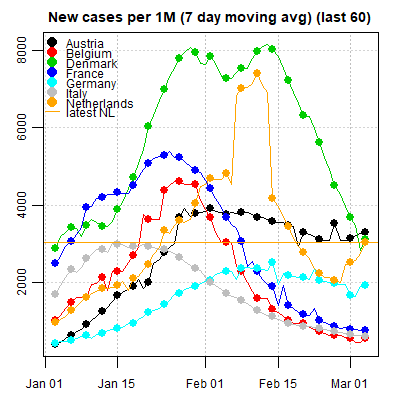 New cases per 1M (7 day moving avg) (last 60)
Austria
Belgium
Denmark
France
Germany
Italy
Netherlands
latest NL
8000
6000
4000
2000
Jan 01 Jan 15 Feb 01 Feb 15 Mar 01